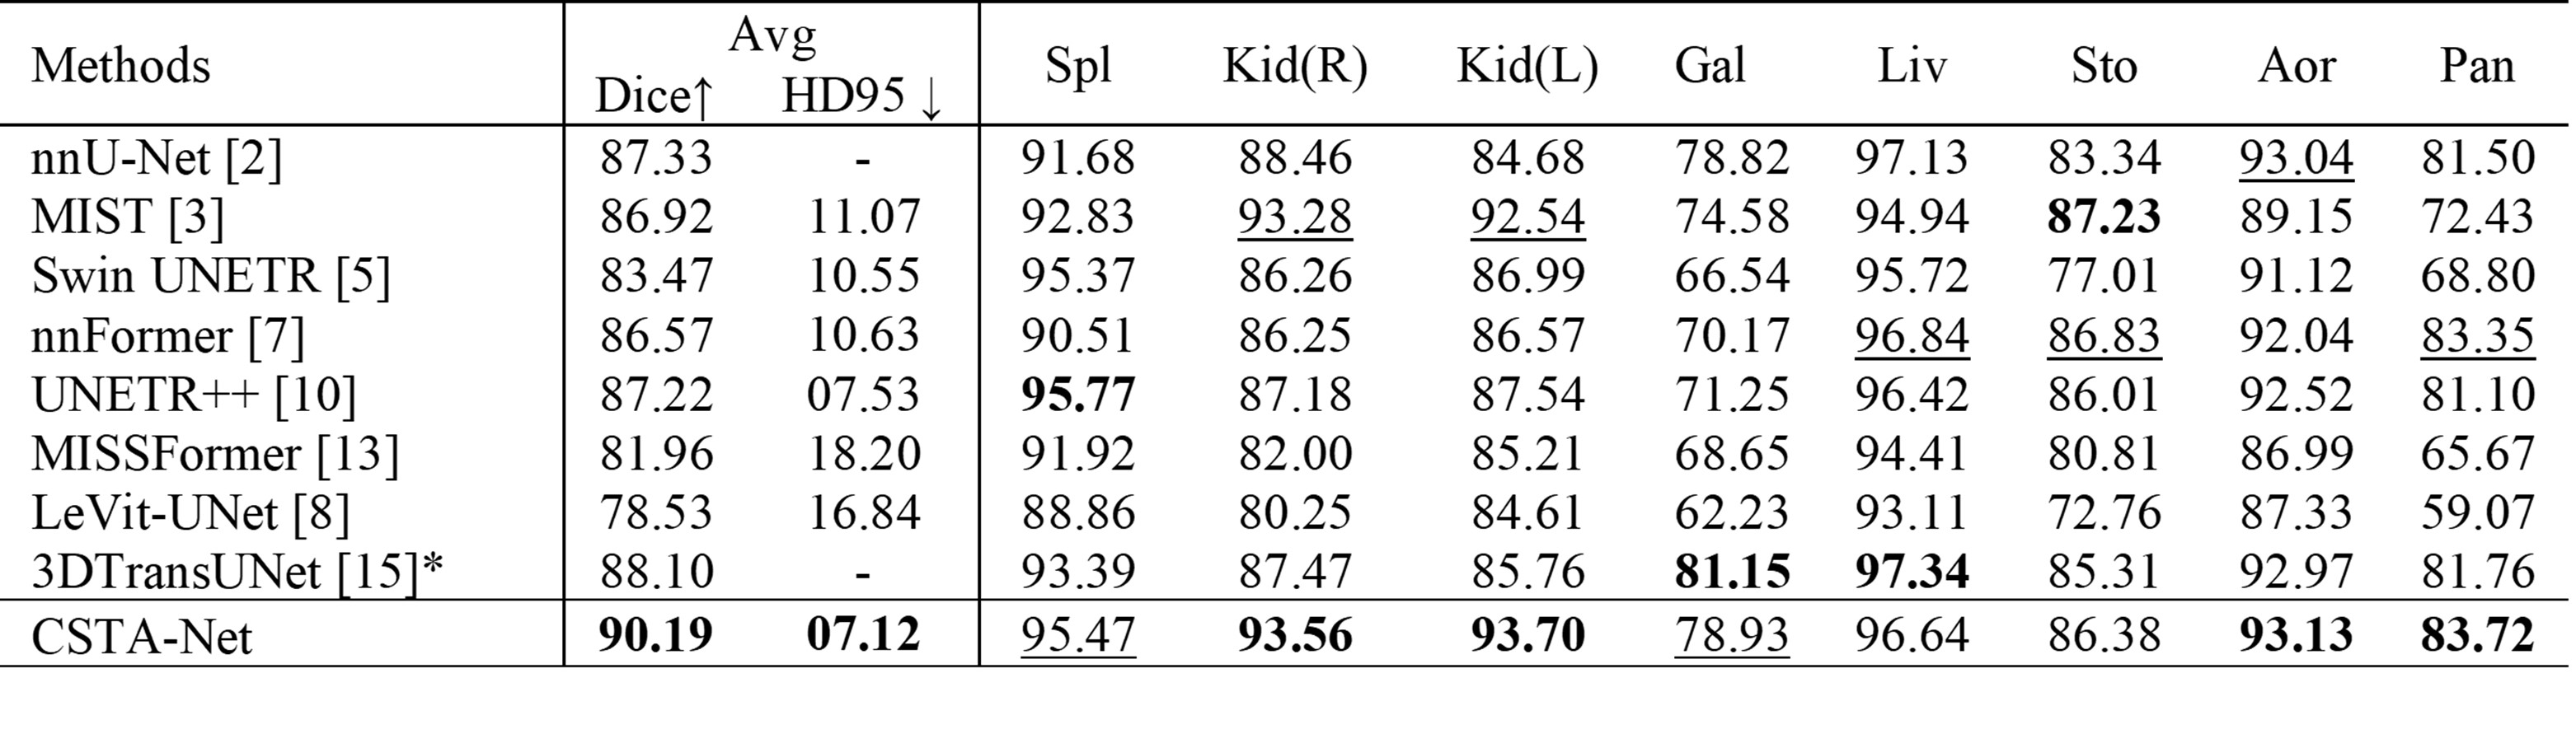 Methods Avg Spl Kid(R) Kid(L) Gal Liv Sto Aor Pan
Dice↑ HD95 ↓
nnU-Net [2] 87.33 - 91.68 88.46 84.68 78.82 97.13 83.34 93.04 81.50
MIST [3] 86.92 11.07 92.83 93.28 92.54 74.58 94.94 87.23 89.15 72.43
Swin UNETR [5] 83.47 10.55 95.37 86.26 86.99 66.54 95.72 77.01 91.12 68.80
nnFormer [7] 86.57 10.63 90.51 86.25 86.57 70.17 96.84 86.83 92.04 83.35
UNETR++ [10] 87.22 07.53 95.77 87.18 87.54 71.25 96.42 86.01 92.52 81.10
MISSFormer [13] 81.96 18.20 91.92 82.00 85.21 68.65 94.41 80.81 86.99 65.67
LeVit-UNet [8] 78.53 16.84 88.86 80.25 84.61 62.23 93.11 72.76 87.33 59.07
3DTransUNet [15]* 88.10 - 93.39 87.47 85.76 81.15 97.34 85.31 92.97 81.76
CSTA-Net 90.19 07.12 95.47 93.56 93.70 78.93 96.64 86.38 93.13 83.72